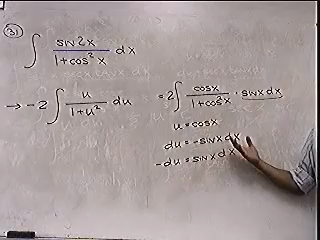 31
∫ sin2x / (1+cos²x) dx
→ -2 ∫ u / (1+u²) du = 2∫ cosx / (1+cos²x) · sinx dx
u = cosx
du = -sinx dx
-du = sinx dx